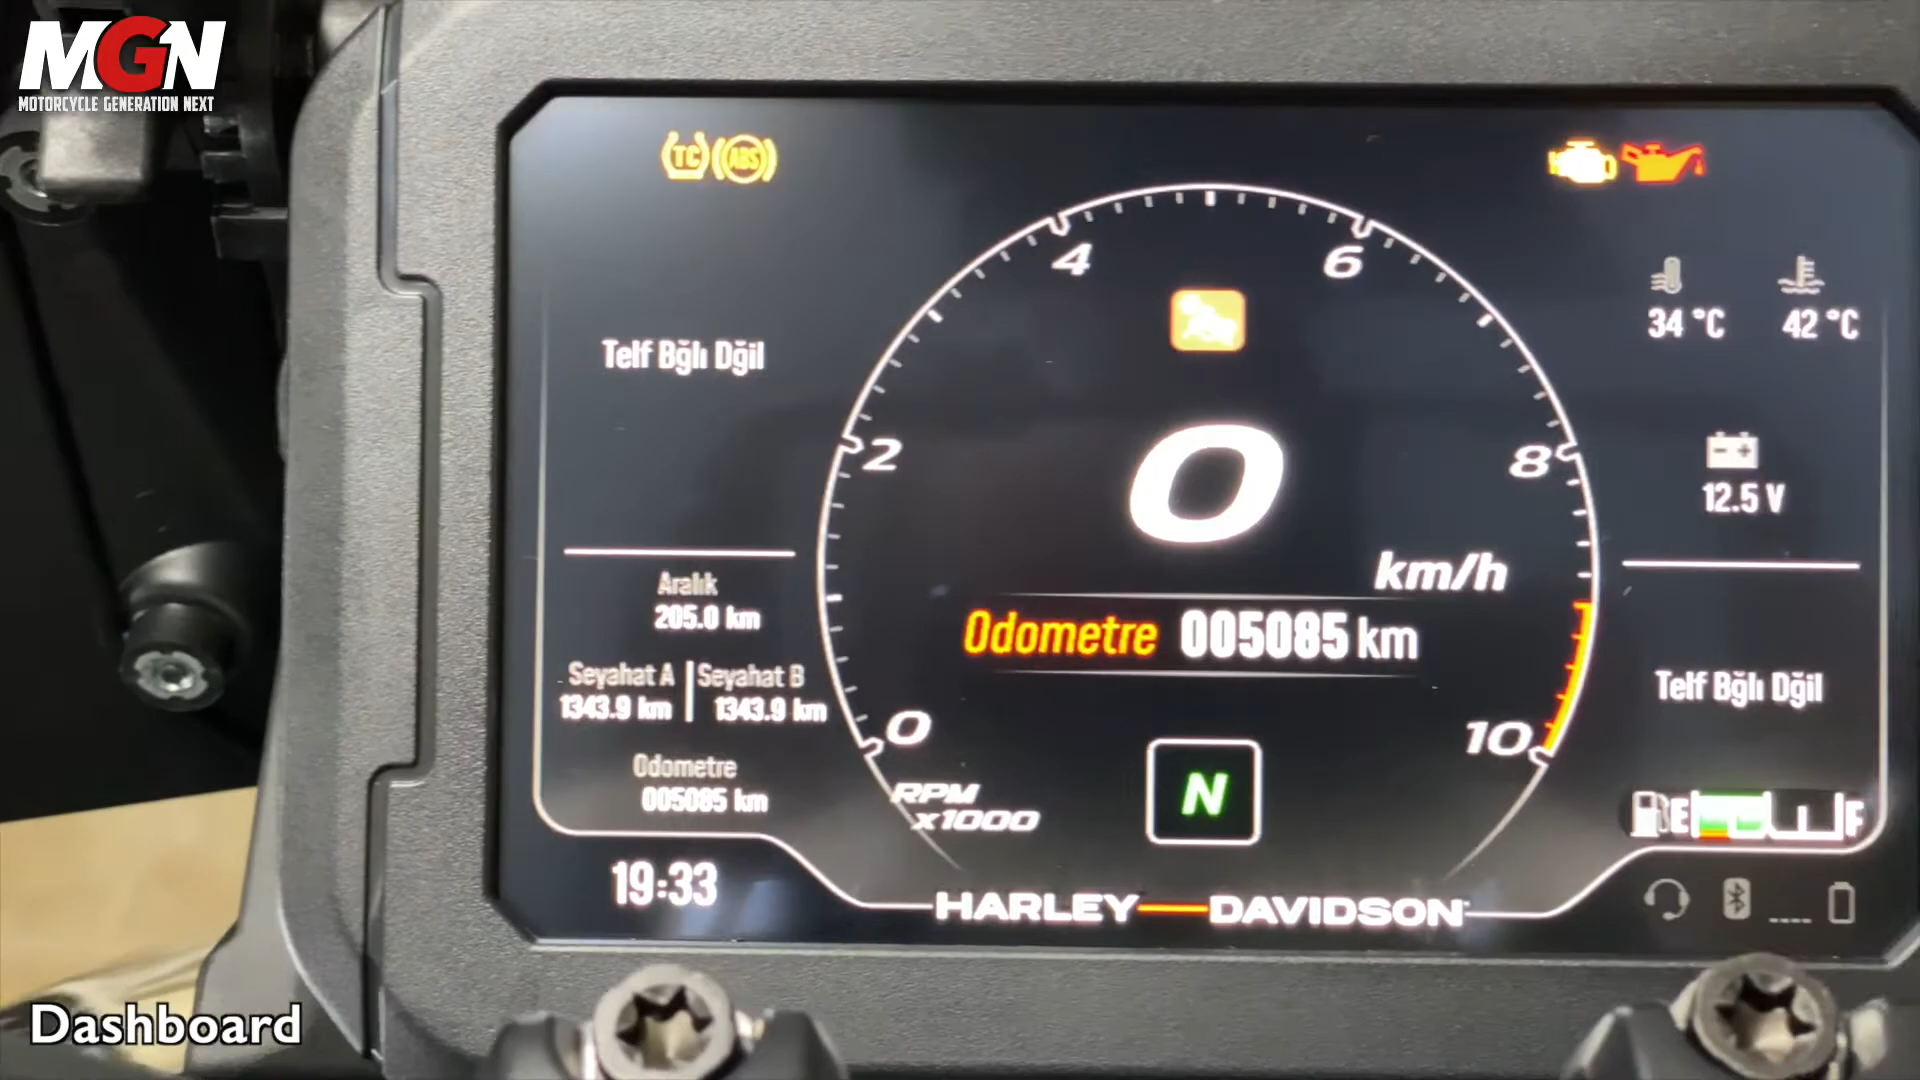 MGN
MOTORCYCLE GENERATION NEXT
TC
ABS
4
6
34 °C
42 °C
Telf Bğlı Dğil
2
8
0
12.5 V
km/h
Aralık
205.0 km
Odometre 005085 km
Seyahat A
Seyahat B
1343.9 km
1343.9 km
Telf Bğlı Dğil
0
10
Odometre
005085 km
RPM
x1000
N
E
F
19:33
HARLEY-DAVIDSON
Dashboard